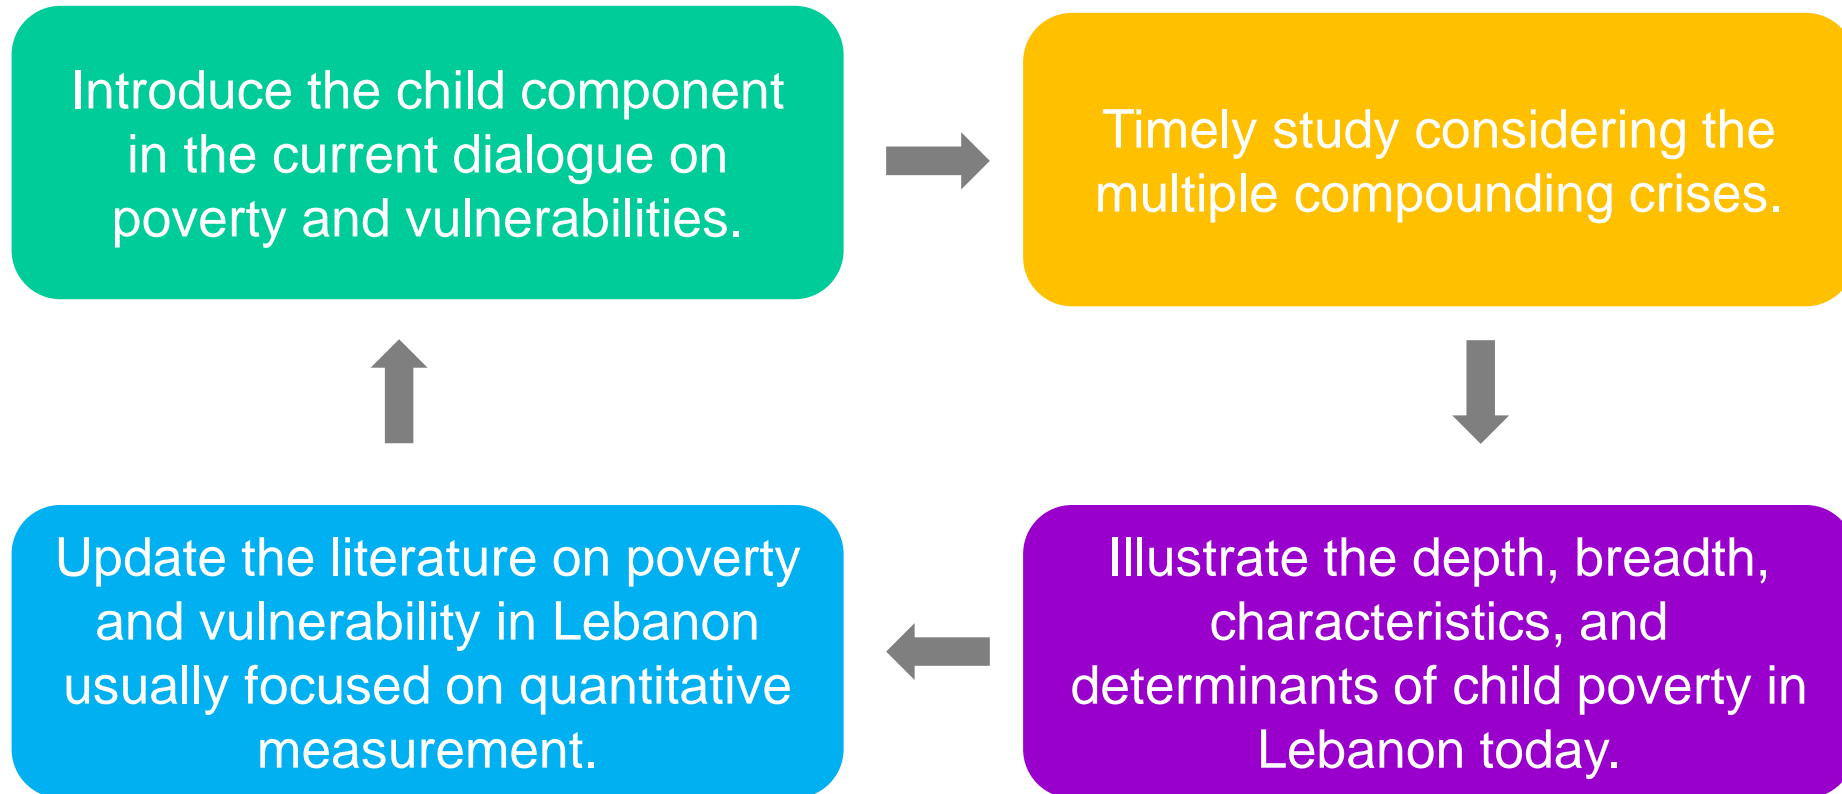 Introduce the child component
in the current dialogue on
poverty and vulnerabilities.
Timely study considering the
multiple compounding crises.
Update the literature on poverty
and vulnerability in Lebanon
usually focused on quantitative
measurement.
Illustrate the depth, breadth,
characteristics, and
determinants of child poverty in
Lebanon today.